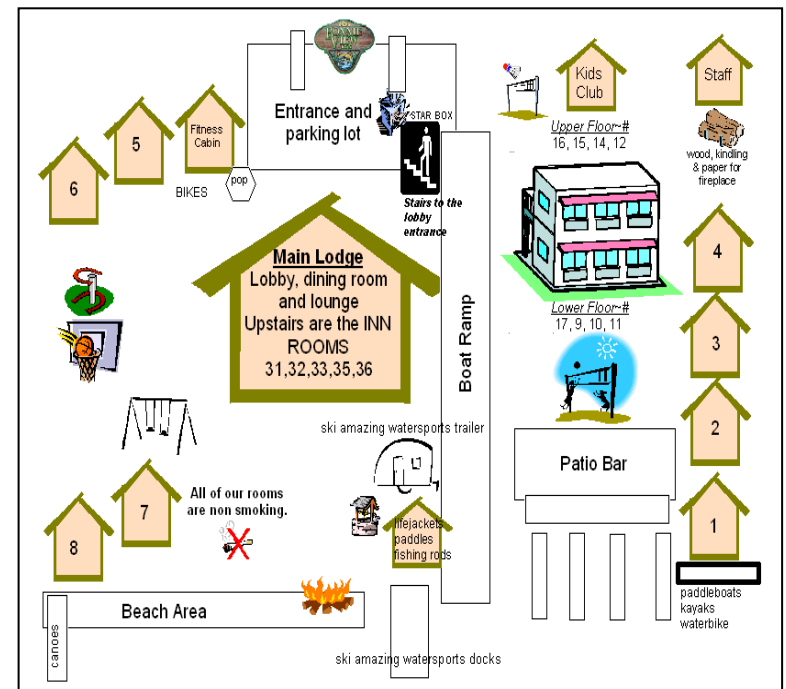 BONNIE VIEW
Entrance and
parking lot
STAR BOX
Stairs to the
lobby
entrance
Kids
Club
Staff
Upper Floor~#
16, 15, 14, 12
wood, kindling
& paper for
fireplace
Fitness
Cabin
5
6
BIKES
pop
Main Lodge
Lobby, dining room
and lounge
Upstairs are the INN
ROOMS
31,32,33,35,36
Boat Ramp
Lower Floor~#
17, 9, 10, 11
4
3
2
1
ski amazing watersports trailer
Patio Bar
All of our rooms
are non smoking.
7
8
lifejackets
paddles
fishing rods
paddleboats
kayaks
waterbike
Beach Area
canoes
ski amazing watersports docks